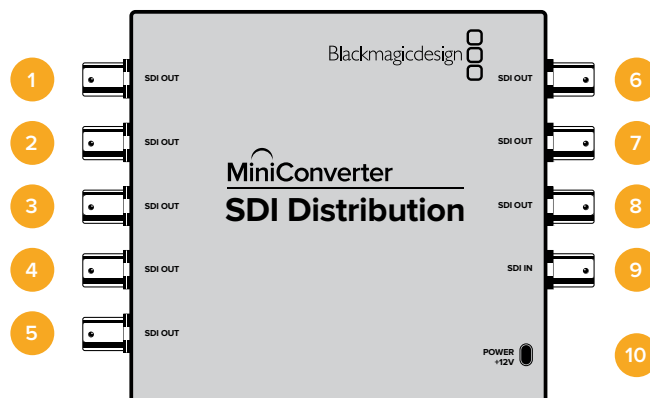 Blackmagicdesign
1 SDI OUT SDI OUT 6
2 SDI OUT SDI OUT 7
MiniConverter
3 SDI OUT SDI Distribution SDI OUT 8
4 SDI OUT SDI IN 9
5 SDI OUT
POWER
+12V
10